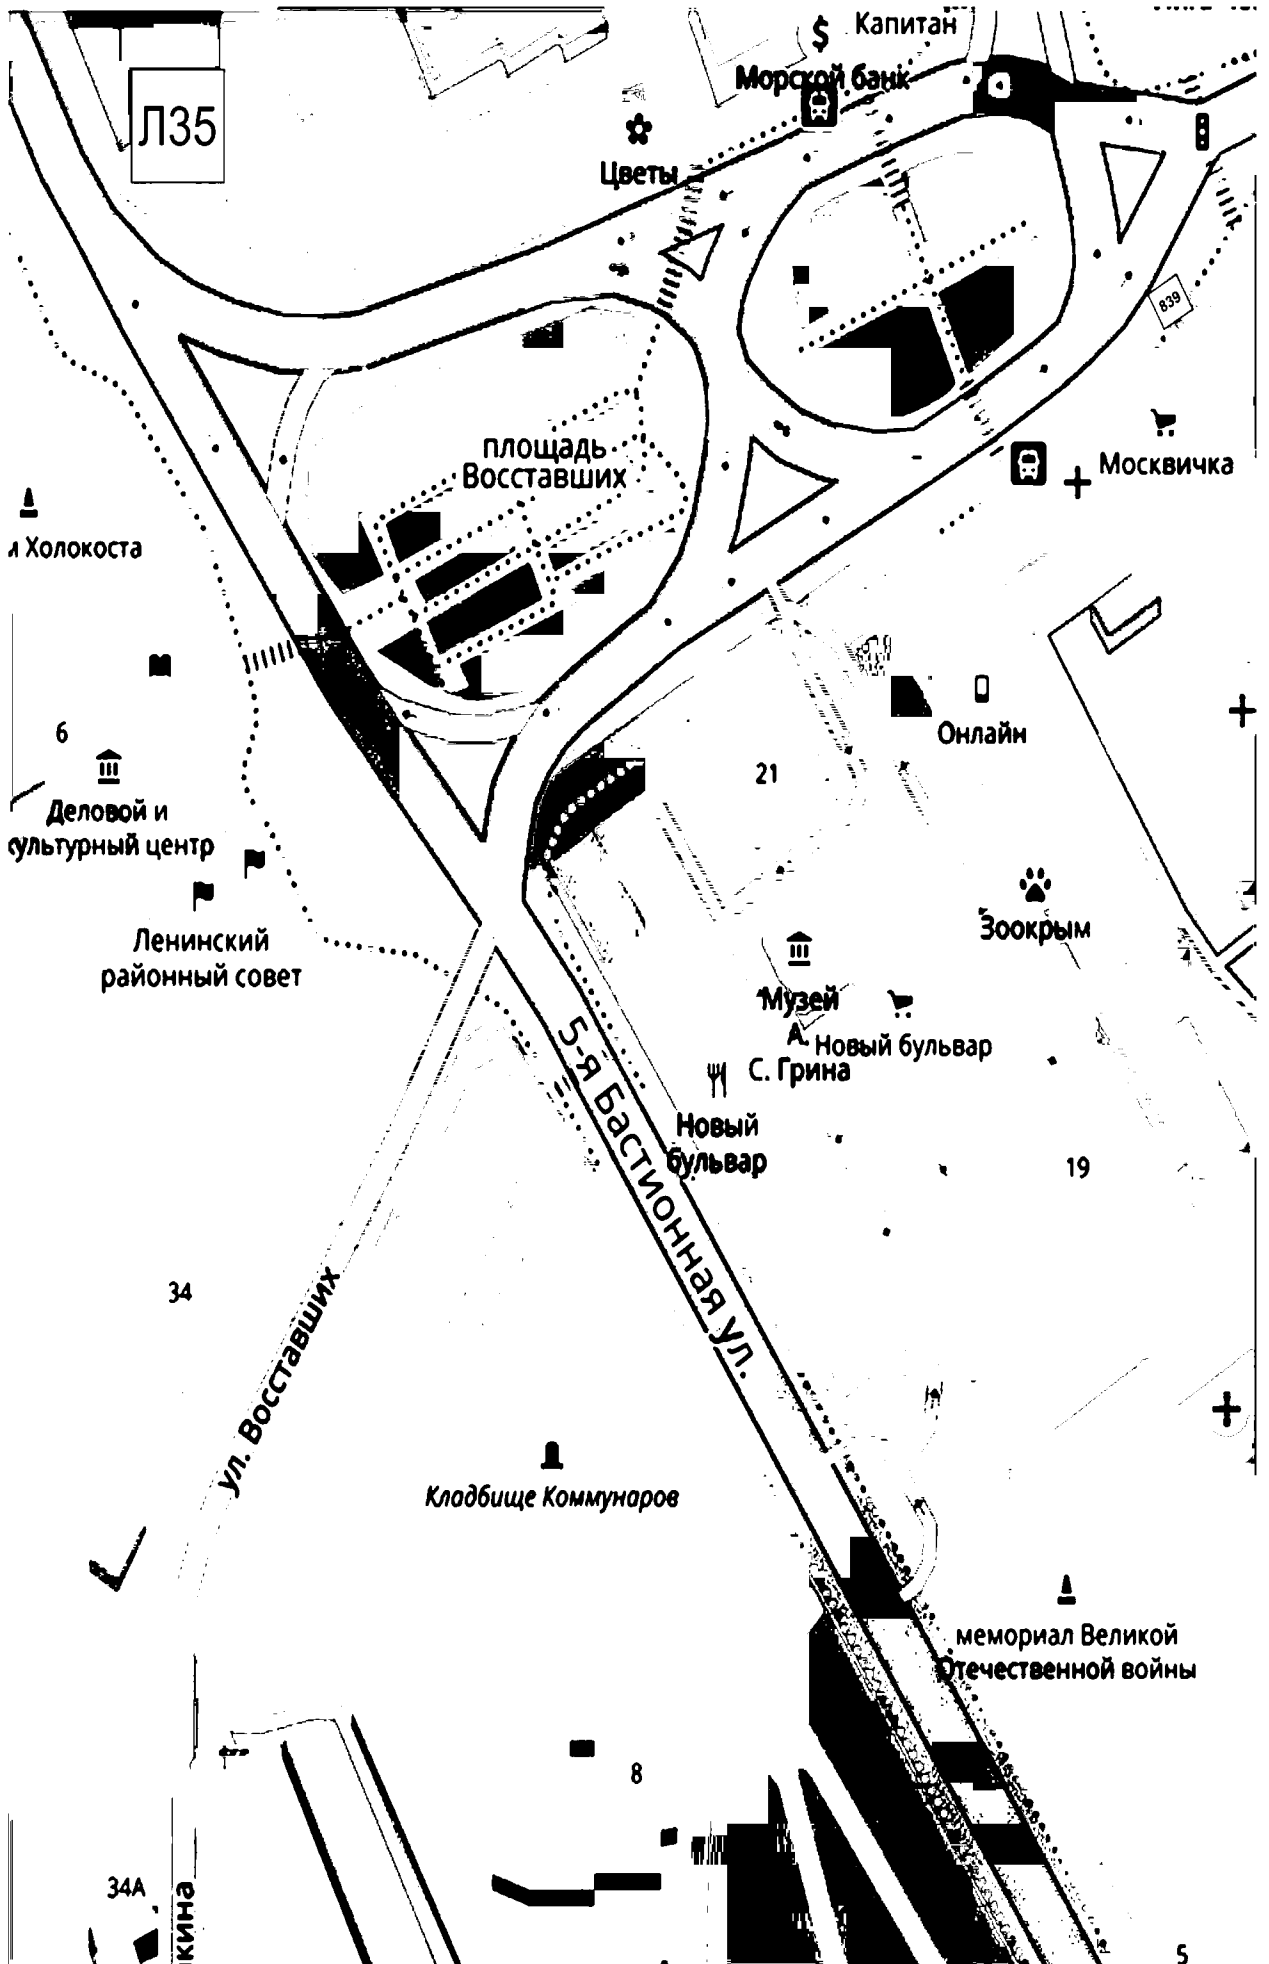 Капитан
Морской банк
Л35
Цветы
839
площадь
Восставших
Москвичка
Холокоста
6
Деловой и
культурный центр
Онлайн
21
Ленинский
районный совет
Зоокрым
Музей
А.
С. Грина
Новый бульвар
Новый
бульвар
5-я Бастионная ул.
19
34
ул. Восставших
Кладбище Коммунаров
мемориал Великой
Отечественной войны
8
34А
кина
5